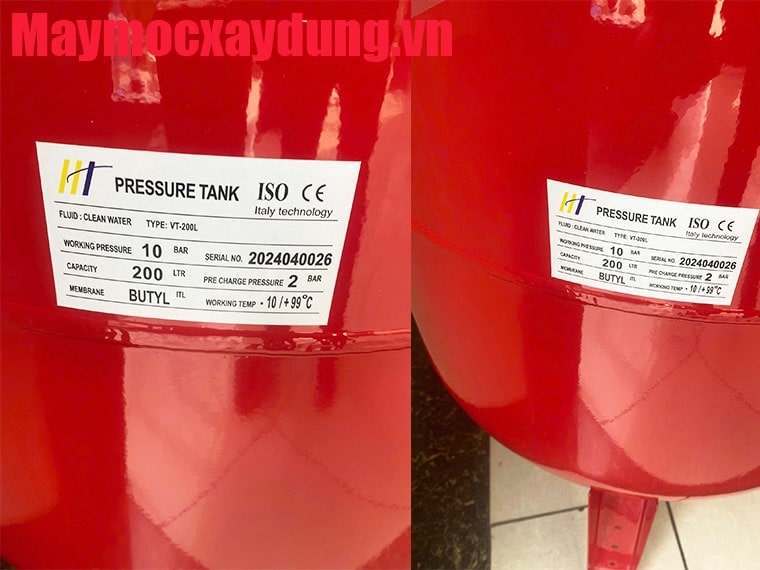 Maymocxaydung.vn
HT PRESSURE TANK ISO CE
Italy technology
FLUID : CLEAN WATER TYPE: VT-200L
WORKING PRESSURE 10 BAR SERIAL NO. 2024040026
CAPACITY 200 LTR PRE CHARGE PRESSURE 2 BAR
MEMBRANE BUTYL ITL WORKING TEMP - 10 / + 99°C
HT PRESSURE TANK ISO CE
Italy technology
FLUID : CLEAN WATER TYPE: VT-200L
WORKING PRESSURE 10 BAR SERIAL NO. 2024040026
CAPACITY 200 LTR PRE CHARGE PRESSURE 2 BAR
MEMBRANE BUTYL ITL WORKING TEMP - 10 / + 99°C